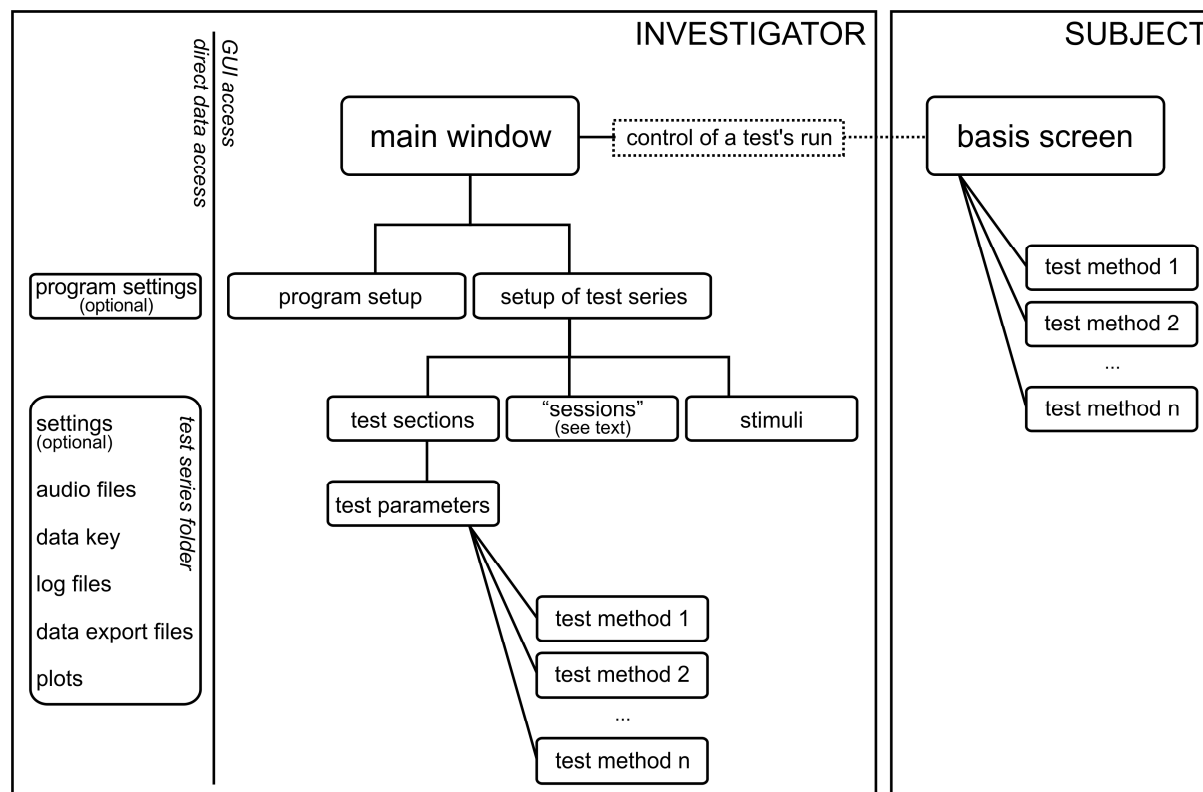 INVESTIGATOR
SUBJECT
GUI access
direct data access
main window
control of a test's run
basis screen
program settings
(optional)
program setup
setup of test series
test method 1
test method 2
...
test method n
settings
(optional)
audio files
data key
log files
data export files
plots
test series folder
test sections
“sessions”
(see text)
stimuli
test parameters
test method 1
test method 2
...
test method n